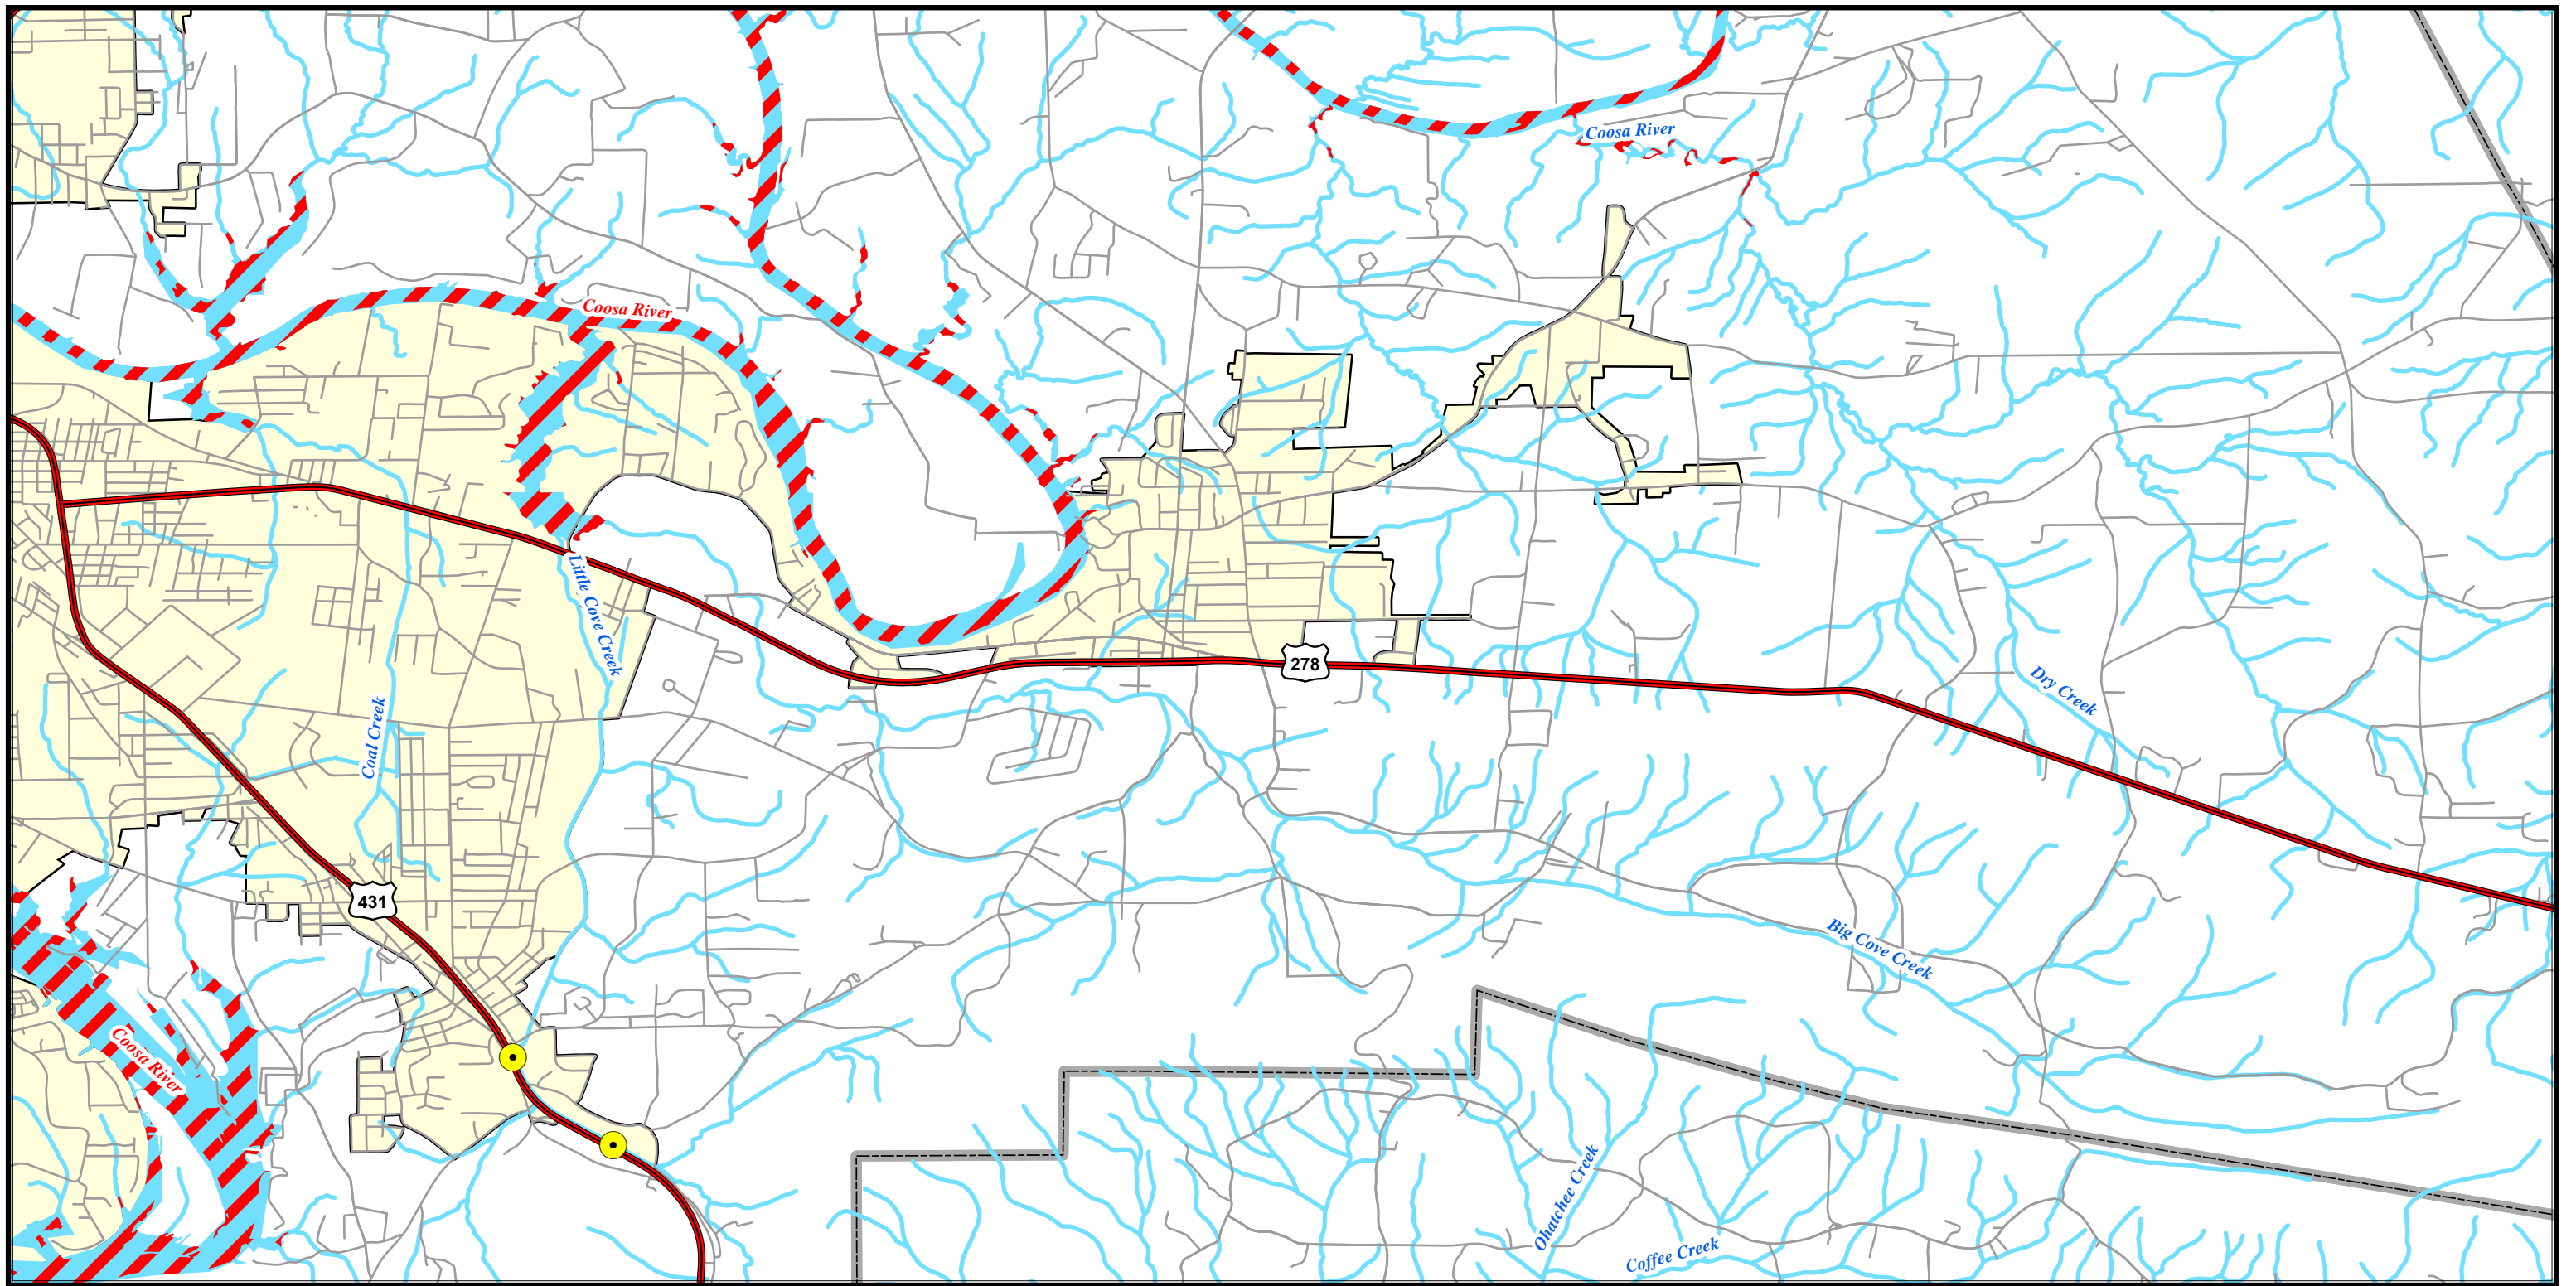 Coosa River
Coosa River
Little Cove Creek
278
Dry Creek
Coal Creek
431
Big Cove Creek
Coosa River
Ohatchee Creek
Coffee Creek